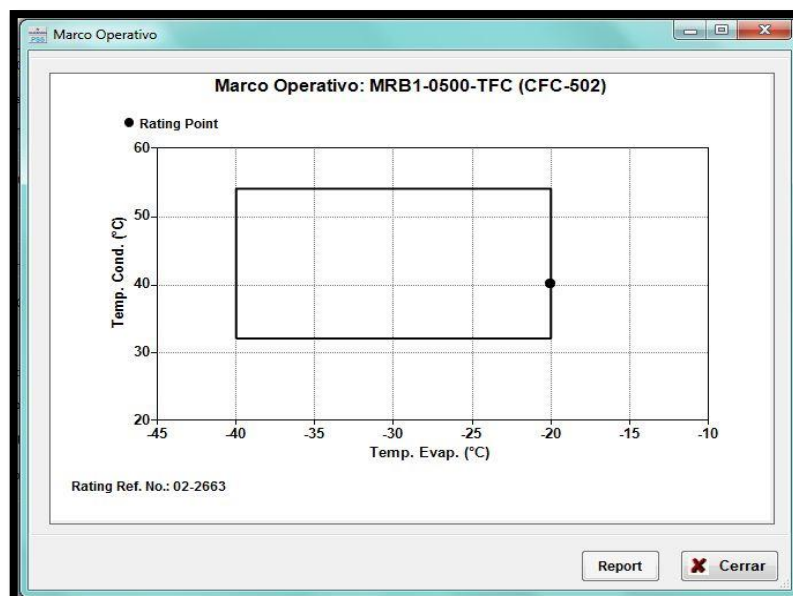 Marco Operativo
Marco Operativo: MRB1-0500-TFC (CFC-502)
Rating Point
60
50
40
30
20
Temp. Cond. (°C)
-45 -40 -35 -30 -25 -20 -15 -10
Temp. Evap. (°C)
Rating Ref. No.: 02-2663
Report Cerrar